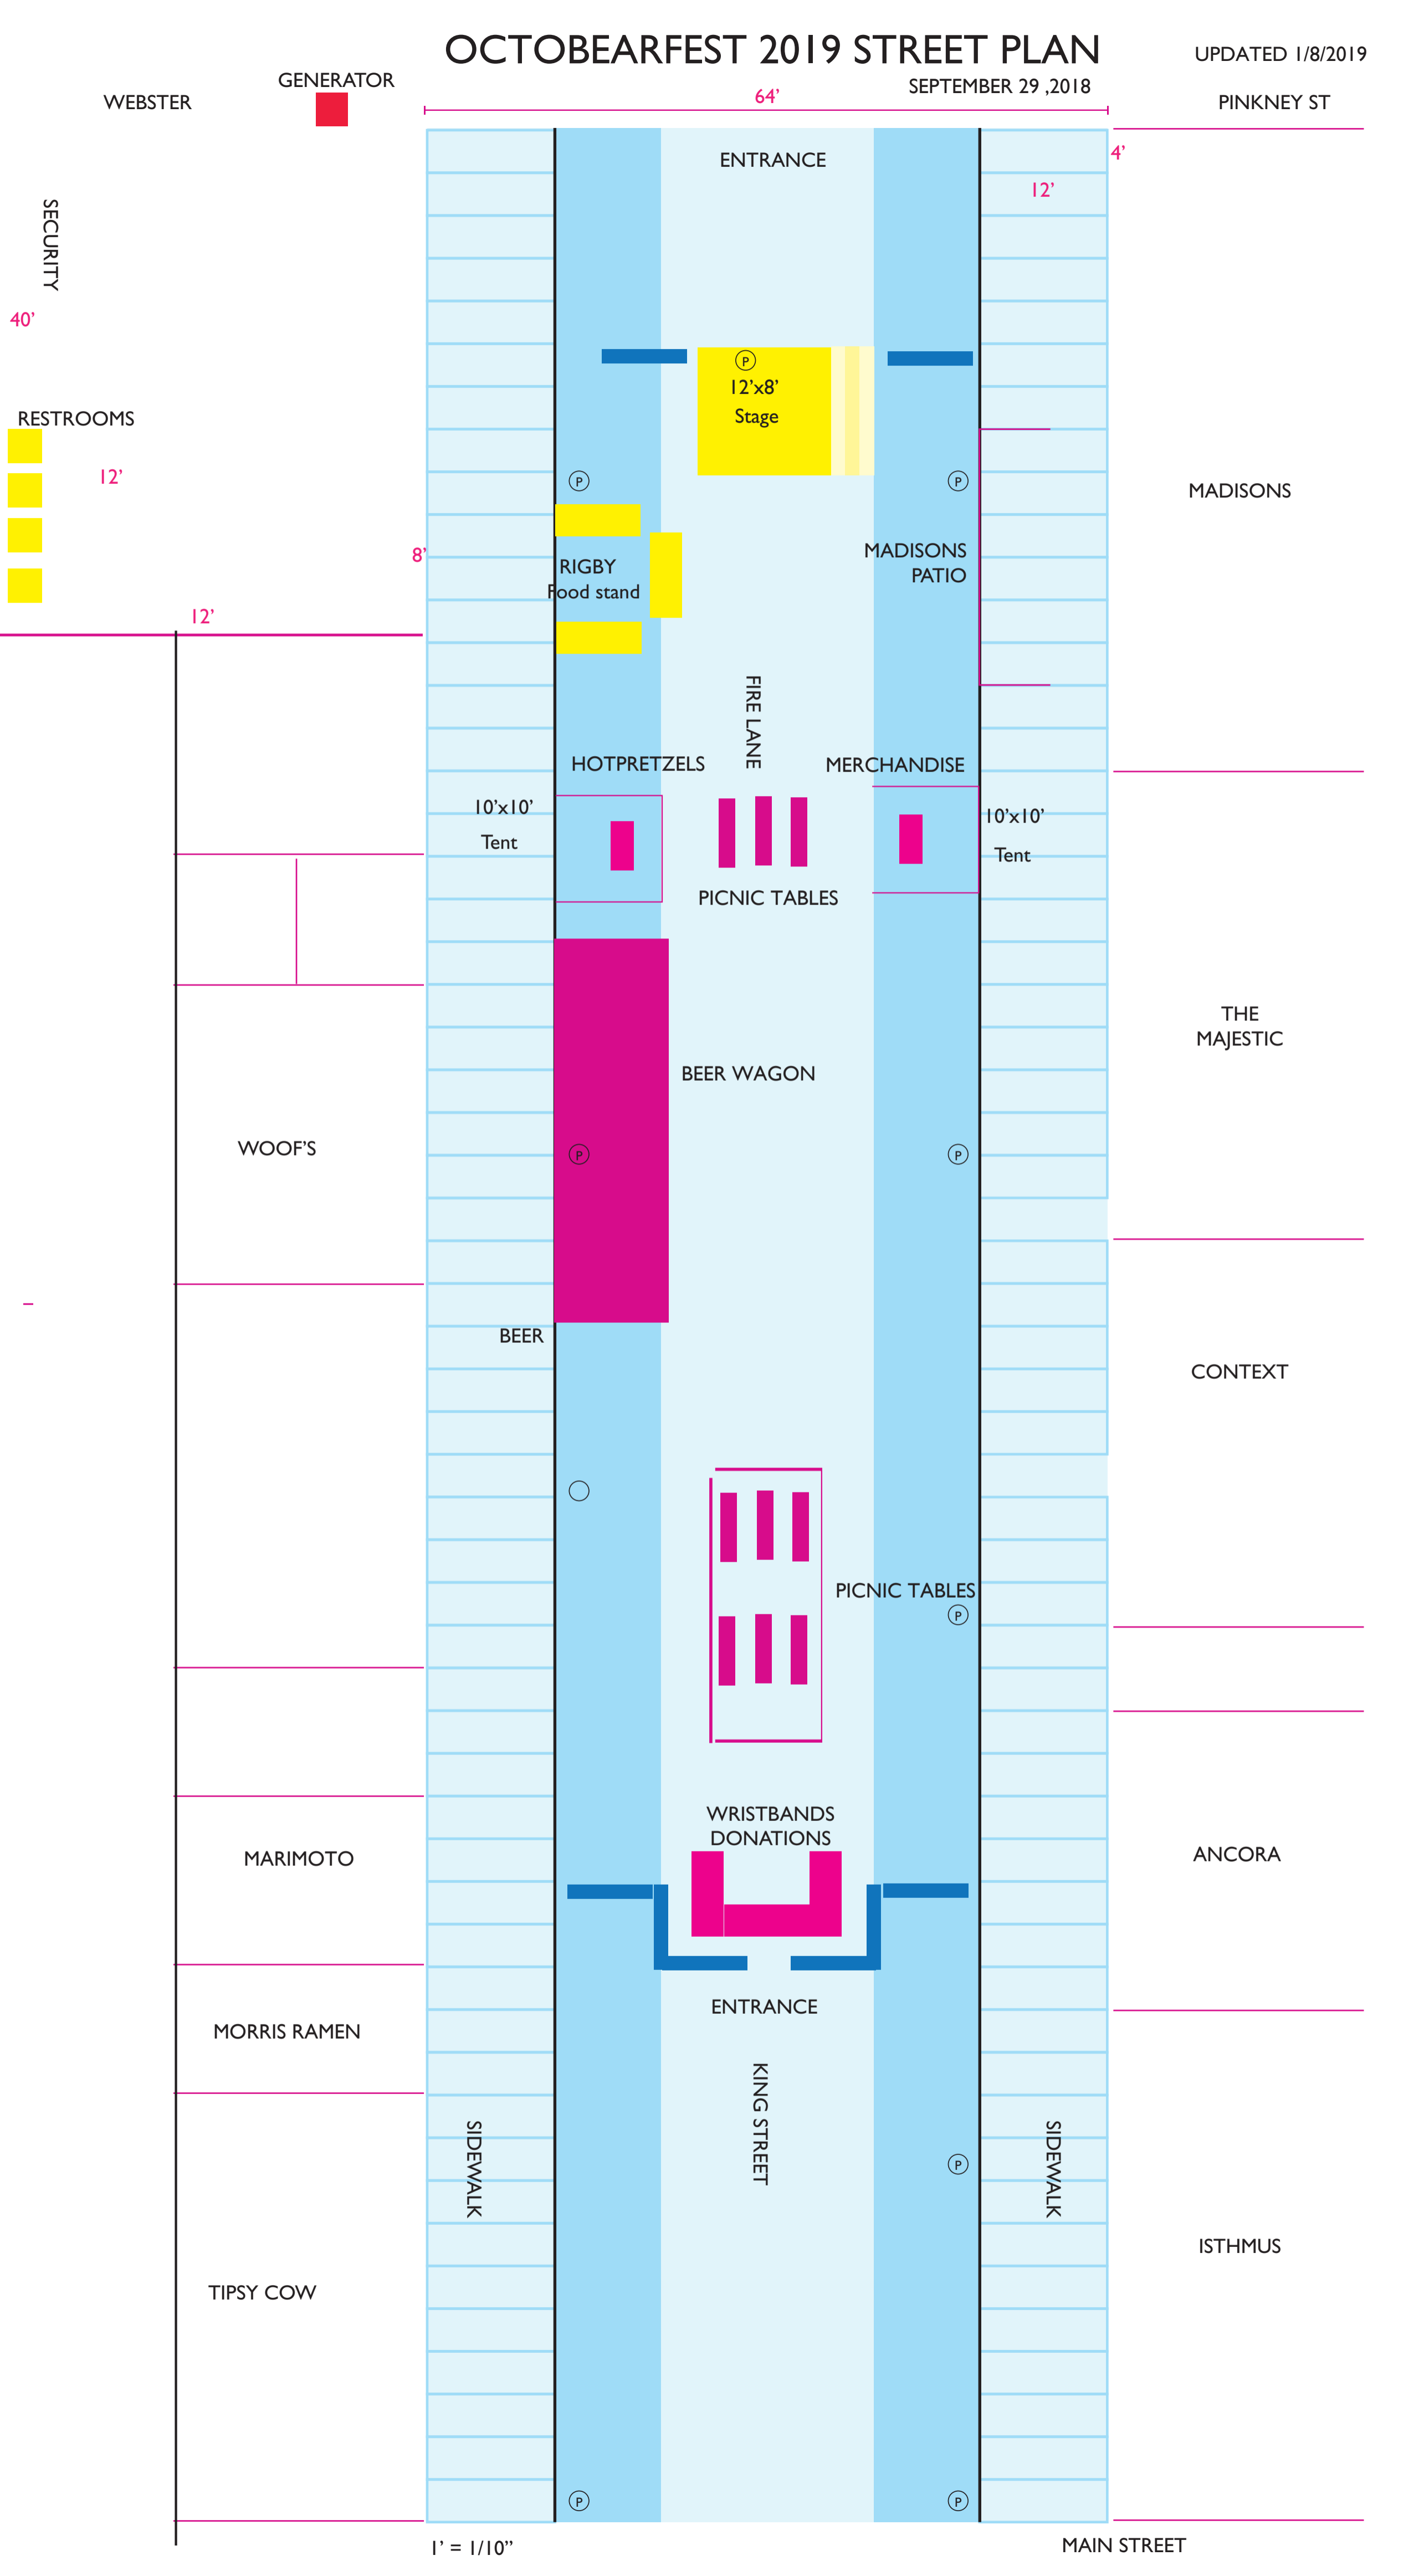 OCTOBEARFEST 2019 STREET PLAN
UPDATED 1/8/2019
SEPTEMBER 29 ,2018
GENERATOR
WEBSTER
64’
PINKNEY ST
4’
ENTRANCE
12’
SECURITY
40’
P
12’x8’
Stage
RESTROOMS
12’
P
P
MADISONS
8’
RIGBY
Food stand
MADISONS
PATIO
12’
FIRE LANE
HOTPRETZELS
MERCHANDISE
10’x10’
Tent
10’x10’
Tent
PICNIC TABLES
THE
MAJESTIC
BEER WAGON
WOOF’S
P
P
BEER
CONTEXT
PICNIC TABLES
P
WRISTBANDS
DONATIONS
MARIMOTO
ANCORA
ENTRANCE
MORRIS RAMEN
KING STREET
SIDEWALK
SIDEWALK
P
ISTHMUS
TIPSY COW
P
P
1’ = 1/10”
MAIN STREET